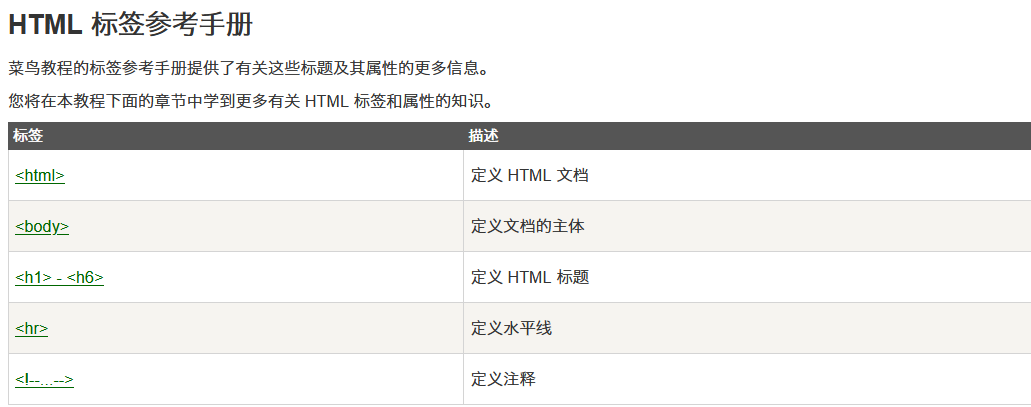 HTML 标签参考手册
菜鸟教程的标签参考手册提供了有关这些标题及其属性的更多信息。
您将在本教程下面的章节中学到更多有关 HTML 标签和属性的知识。
标签 描述
<html> 定义 HTML 文档
<body> 定义文档的主体
<h1> - <h6> 定义 HTML 标题
<hr> 定义水平线
<!--...--> 定义注释